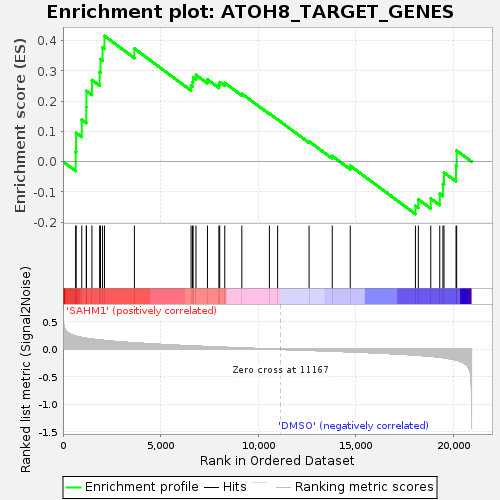 Enrichment plot: ATOH8_TARGET_GENES
Enrichment score (ES)
0.4
0.3
0.2
0.1
0.0
-0.1
-0.2
'SAHM1' (positively correlated)
Ranked list metric (Signal2Noise)
0.5
0.0
-0.5
-1.0
-1.5
Zero cross at 11167
'DMSO' (negatively correlated)
0
5,000
10,000
15,000
20,000
Rank in Ordered Dataset
Enrichment profile
Hits
Ranking metric scores